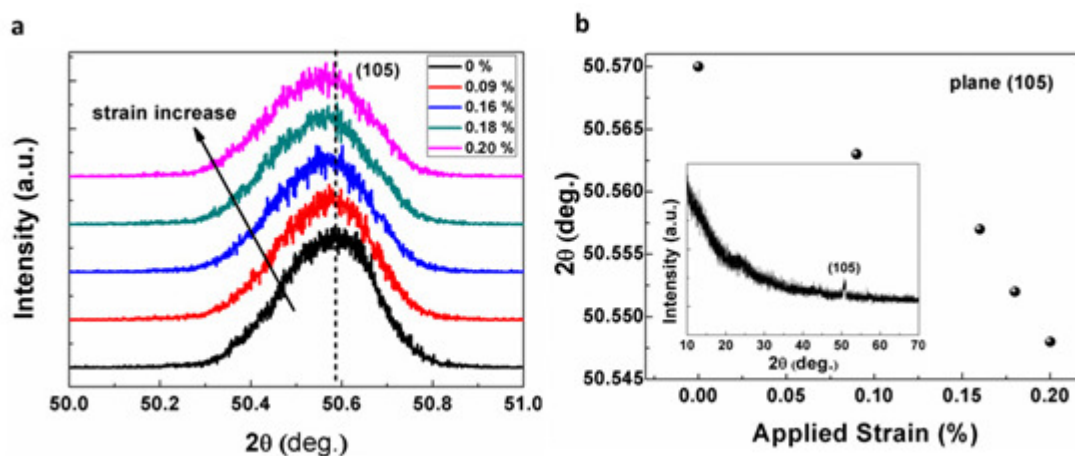 a
(105)
0 %
0.09 %
0.16 %
0.18 %
0.20 %
strain increase
Intensity (a.u.)
50.0 50.2 50.4 50.6 50.8 51.0
2θ (deg.)
b
plane (105)
50.570
50.565
50.560
50.555
50.550
50.545
2θ (deg.)
Intensity (a.u.)
(105)
10 20 30 40 50 60 70
2θ (deg.)
0.00 0.05 0.10 0.15 0.20
Applied Strain (%)